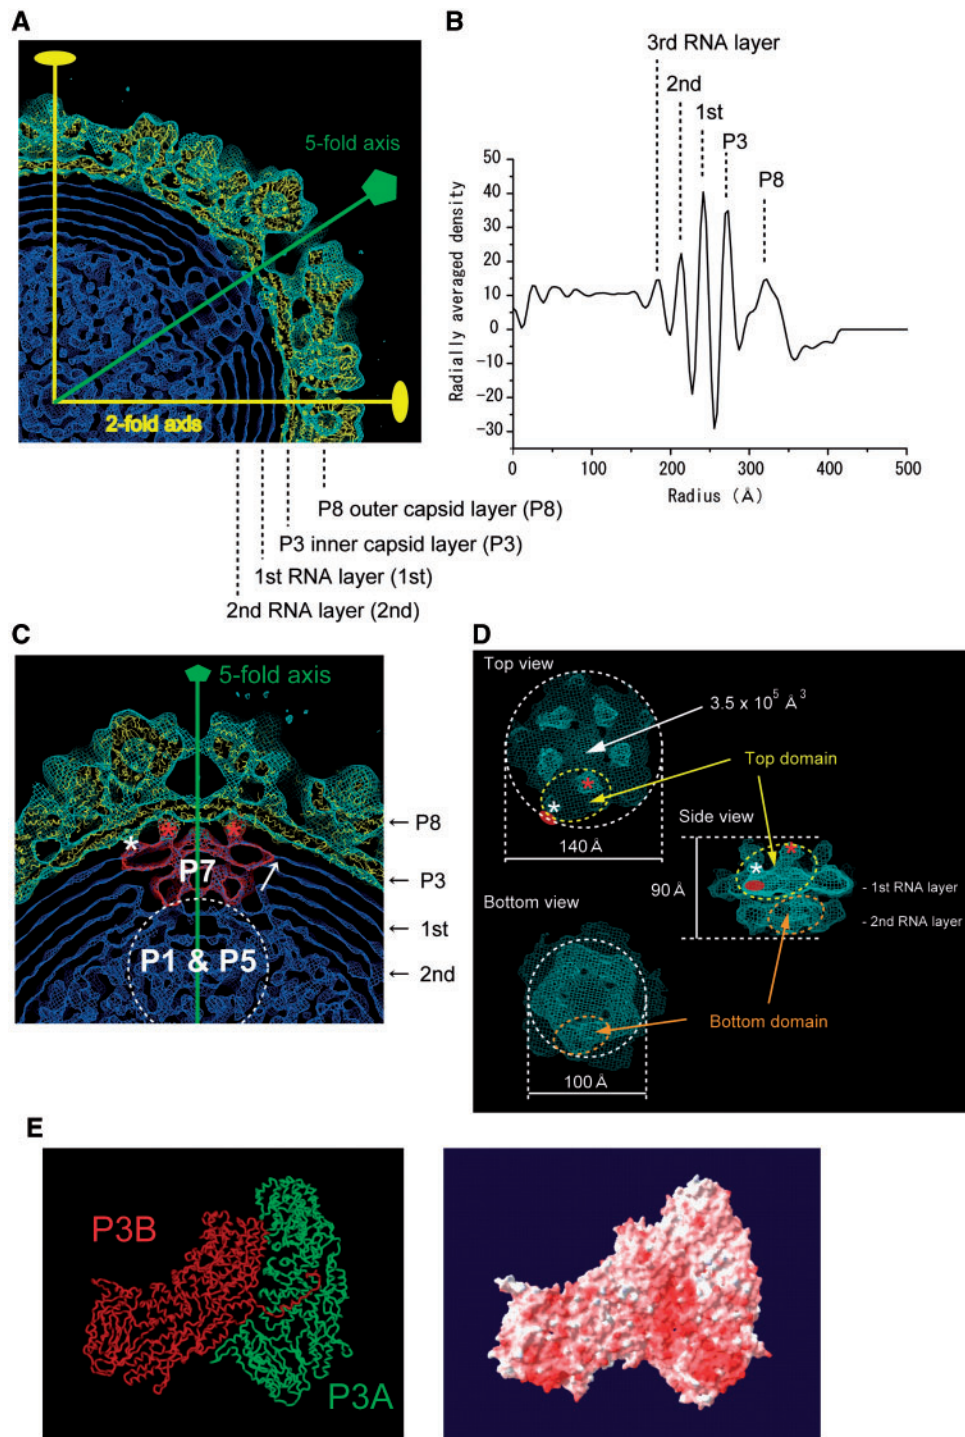 A
5-fold axis
2-fold axis
P8 outer capsid layer (P8)
P3 inner capsid layer (P3)
1st RNA layer (1st)
2nd RNA layer (2nd)
B
3rd RNA layer
2nd
1st
P3
P8
Radially averaged density
50
40
30
20
10
0
-10
-20
-30
0
100
200
300
400
500
Radius (Å)
C
5-fold axis
*
*
*
P7
P1 & P5
← P8
← P3
← 1st
← 2nd
D
Top view
3.5 x 10⁵ Å³
Top domain
*
*
140 Å
Side view
*
*
90 Å
- 1st RNA layer
- 2nd RNA layer
Bottom view
Bottom domain
100 Å
E
P3B
P3A